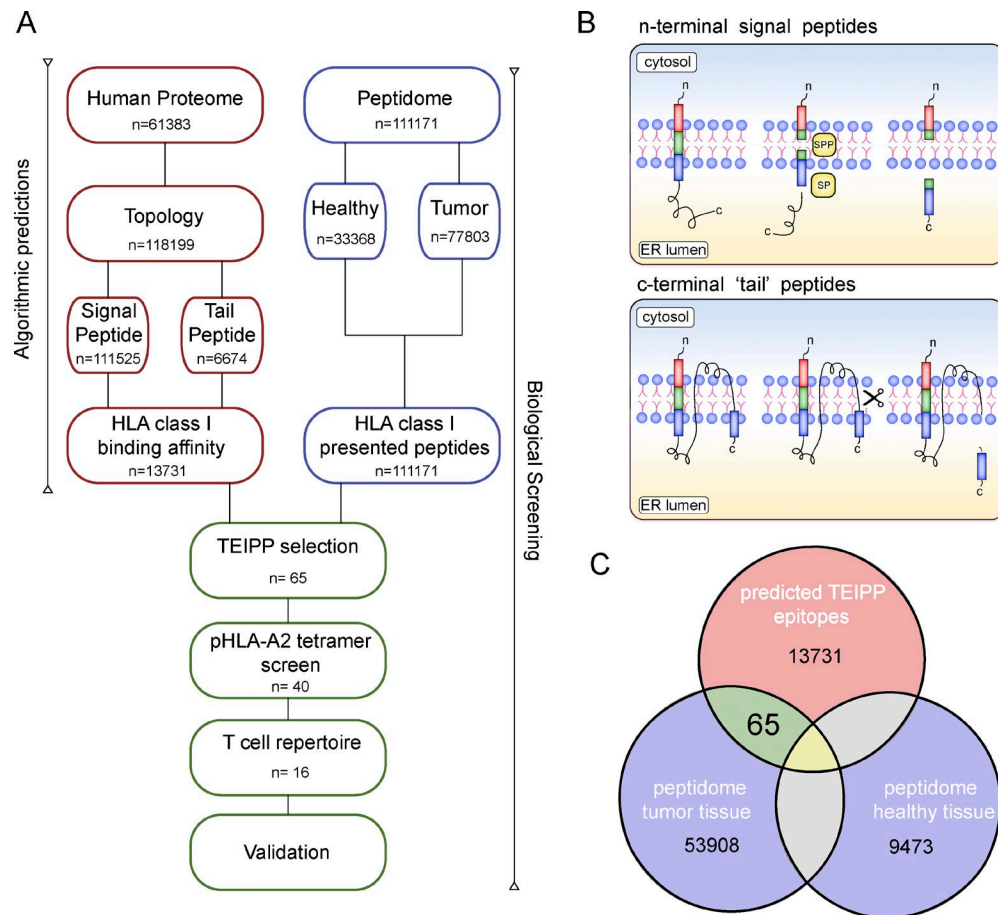 A
Algorithmic predictions
Human Proteome
n=61383
Topology
n=118199
Signal
Peptide
n=111525
Tail
Peptide
n=6674
HLA class I
binding affinity
n=13731
Peptidome
n=111171
Healthy
n=33368
Tumor
n=77803
HLA class I
presented peptides
n=111171
Biological Screening
TEIPP selection
n= 65
pHLA-A2 tetramer
screen
n= 40
T cell repertoire
n= 16
Validation
B
n-terminal signal peptides
cytosol
n
n
n
SPP
SP
c
c
c
ER lumen
c-terminal ‘tail’ peptides
cytosol
n
n
n
c
c
c
ER lumen
C
predicted TEIPP
epitopes
13731
65
peptidome
tumor tissue
53908
peptidome
healthy tissue
9473